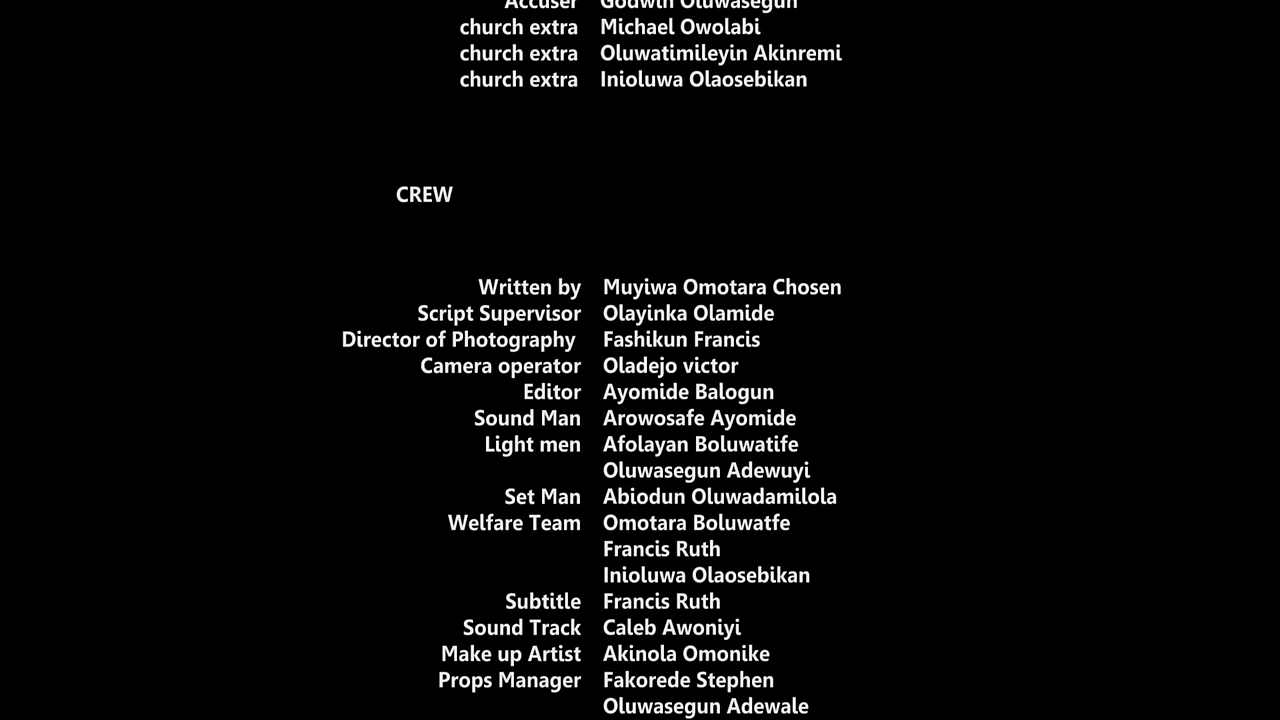 Accuser Godwin Oluwasegun
church extra Michael Owolabi
church extra Oluwatimileyin Akinremi
church extra Inioluwa Olaosebikan
CREW
Written by Muyiwa Omotara Chosen
Script Supervisor Olayinka Olamide
Director of Photography Fashikun Francis
Camera operator Oladejo victor
Editor Ayomide Balogun
Sound Man Arowosafe Ayomide
Light men Afolayan Boluwatife
Oluwasegun Adewuyi
Set Man Abiodun Oluwadamilola
Welfare Team Omotara Boluwatfe
Francis Ruth
Inioluwa Olaosebikan
Subtitle Francis Ruth
Sound Track Caleb Awoniyi
Make up Artist Akinola Omonike
Props Manager Fakorede Stephen
Oluwasegun Adewale